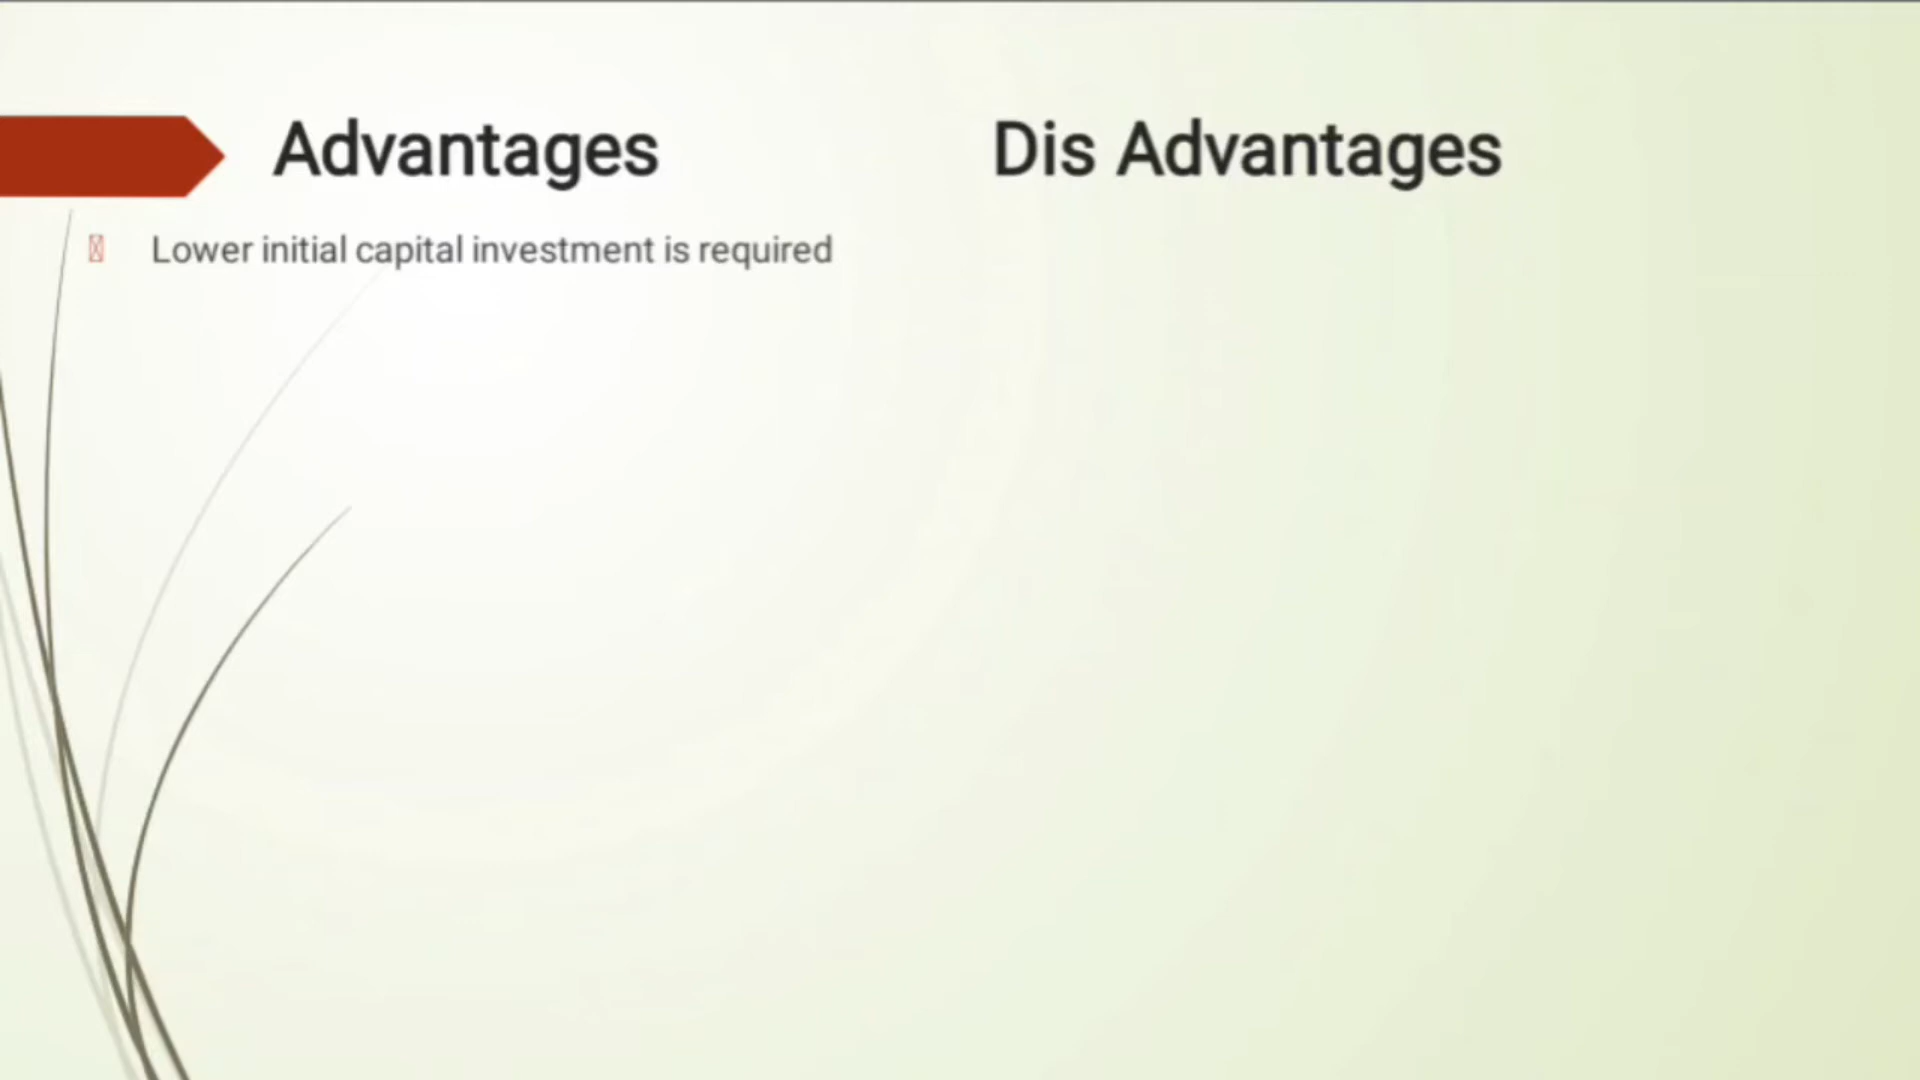 Advantages
Dis Advantages
Lower initial capital investment is required